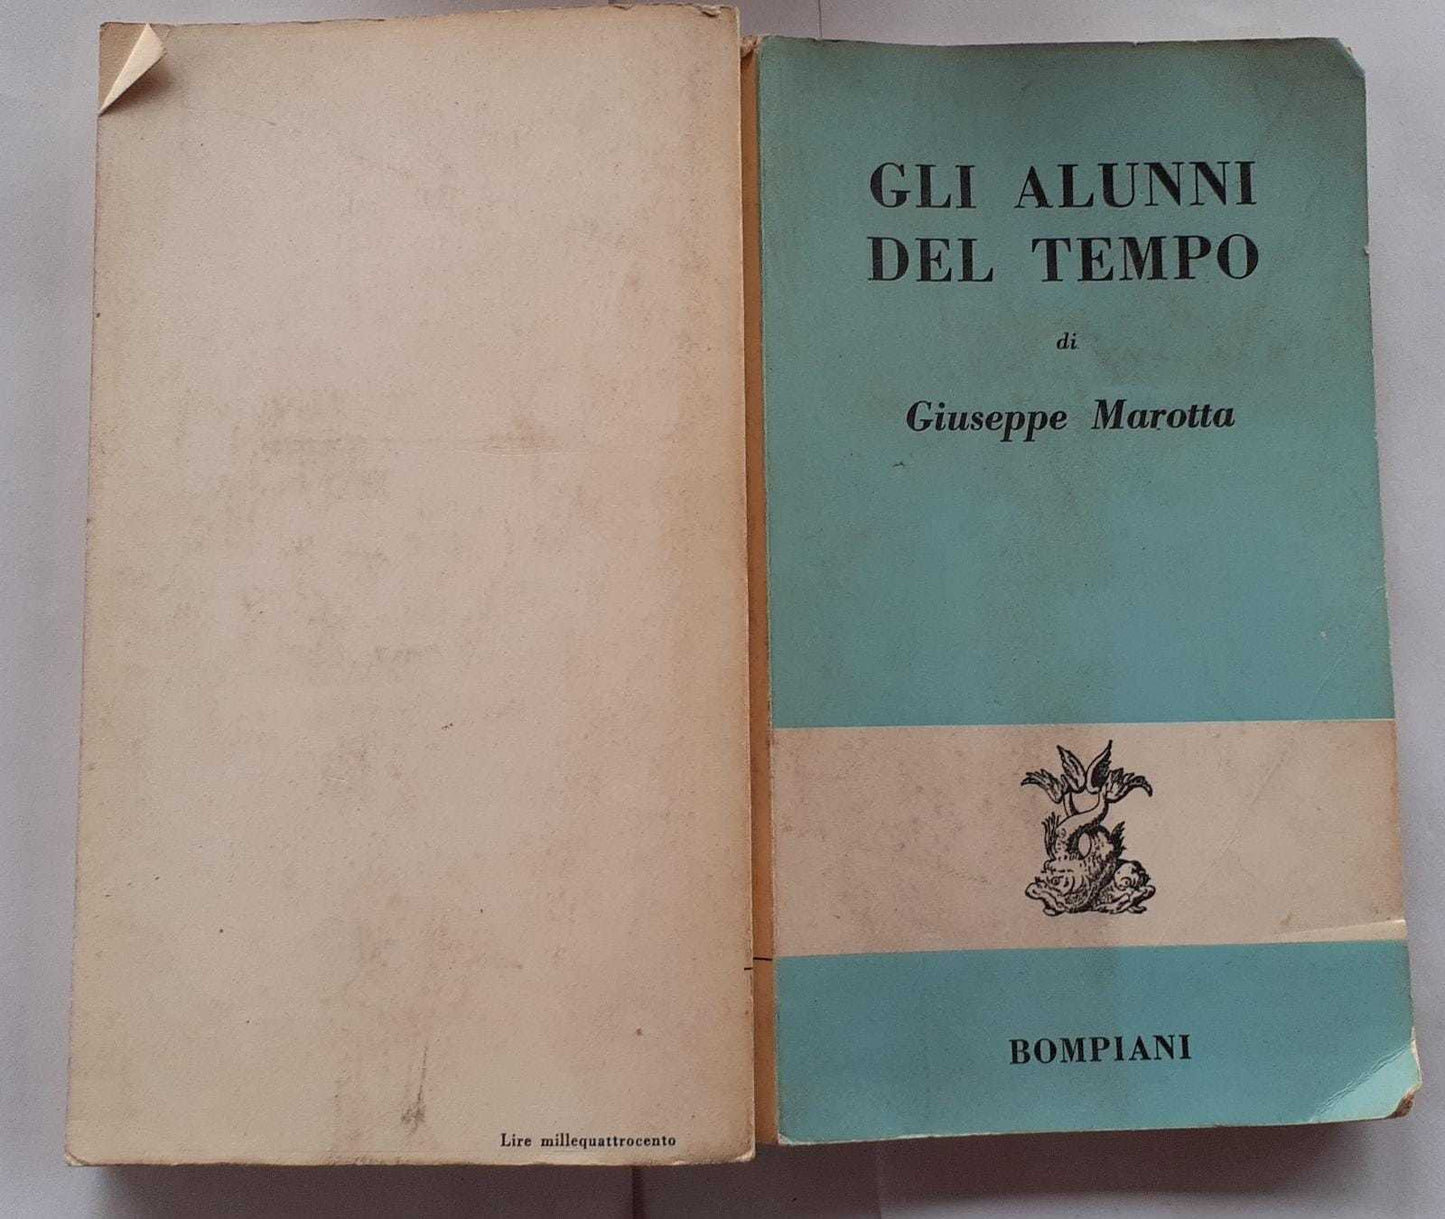 GLI ALUNNI
DEL TEMPO
di
Giuseppe Marotta
BOMPIANI
Lire millequattrocento